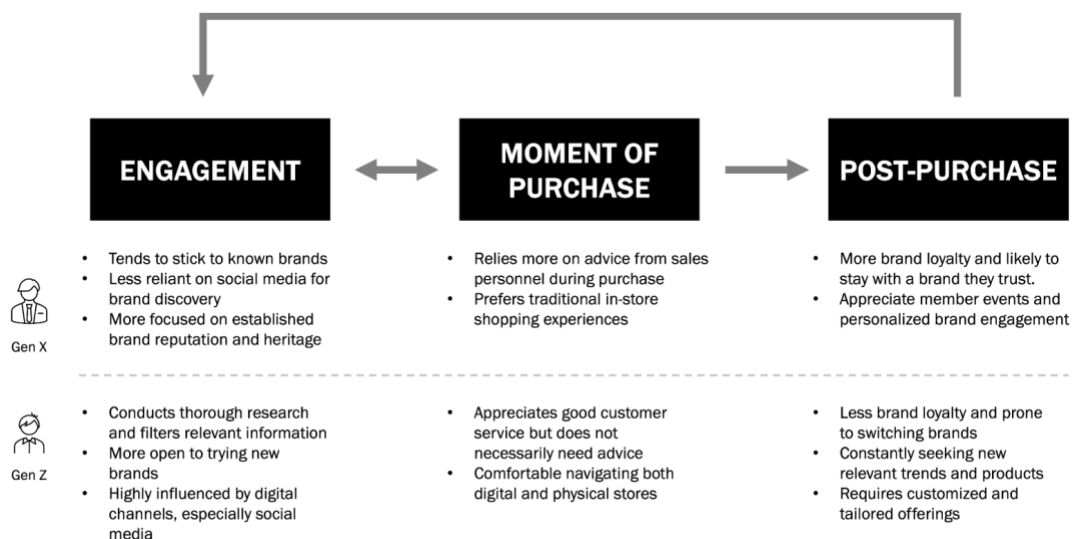 ENGAGEMENT
MOMENT OF
PURCHASE
POST-PURCHASE
Gen X
• Tends to stick to known brands
• Less reliant on social media for
brand discovery
• More focused on established
brand reputation and heritage
• Relies more on advice from sales
personnel during purchase
• Prefers traditional in-store
shopping experiences
• More brand loyalty and likely to
stay with a brand they trust.
• Appreciate member events and
personalized brand engagement
Gen Z
• Conducts thorough research
and filters relevant information
• More open to trying new
brands
• Highly influenced by digital
channels, especially social
media
• Appreciates good customer
service but does not
necessarily need advice
• Comfortable navigating both
digital and physical stores
• Less brand loyalty and prone
to switching brands
• Constantly seeking new
relevant trends and products
• Requires customized and
tailored offerings